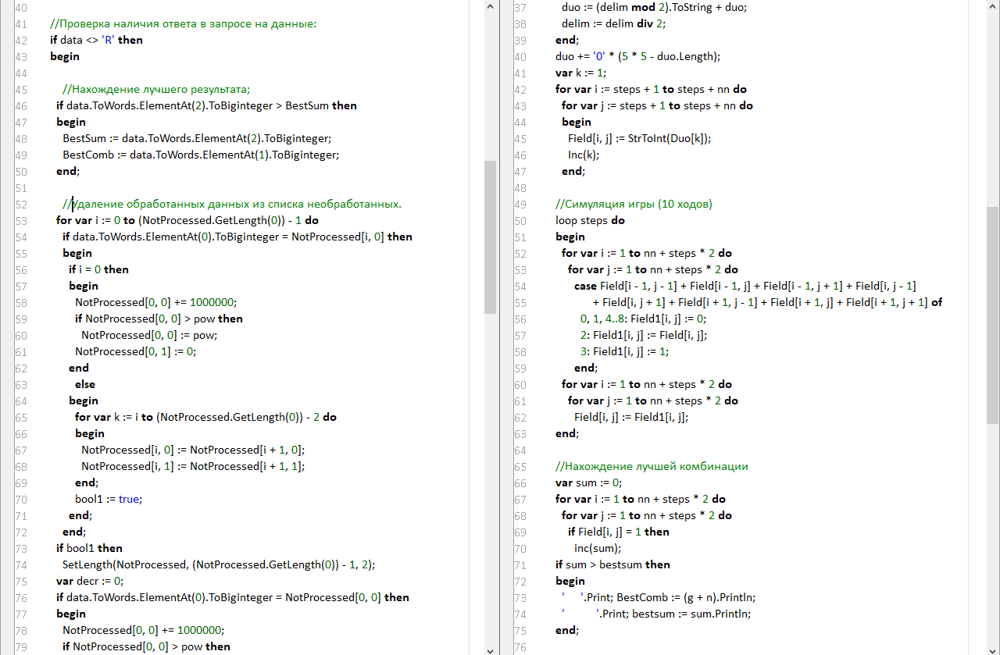 40
41 //Проверка наличия ответа в запросе на данные:
42 if data <> 'R' then
43 begin
44
45 //Нахождение лучшего результата;
46 if data.ToWords.ElementAt(2).ToBiginteger > BestSum then
47 begin
48 BestSum := data.ToWords.ElementAt(2).ToBiginteger;
49 BestComb := data.ToWords.ElementAt(1).ToBiginteger;
50 end;
51
52 //Удаление обработанных данных из списка необработанных.
53 for var i := 0 to (NotProcessed.GetLength(0)) - 1 do
54 if data.ToWords.ElementAt(0).ToBiginteger = NotProcessed[i, 0] then
55 begin
56 if i = 0 then
57 begin
58 NotProcessed[0, 0] += 1000000;
59 if NotProcessed[0, 0] > pow then
60 NotProcessed[0, 0] := pow;
61 NotProcessed[0, 1] := 0;
62 end
63 else
64 begin
65 for var k := i to (NotProcessed.GetLength(0)) - 2 do
66 begin
67 NotProcessed[i, 0] := NotProcessed[i + 1, 0];
68 NotProcessed[i, 1] := NotProcessed[i + 1, 1];
69 end;
70 bool1 := true;
71 end;
72 end;
73 if bool1 then
74 SetLength(NotProcessed, (NotProcessed.GetLength(0)) - 1, 2);
75 var decr := 0;
76 if data.ToWords.ElementAt(0).ToBiginteger = NotProcessed[0, 0] then
77 begin
78 NotProcessed[0, 0] += 1000000;
79 if NotProcessed[0, 0] > pow then
37 duo := (delim mod 2).ToString + duo;
38 delim := delim div 2;
39 end;
40 duo += '0' * (5 * 5 - duo.Length);
41 var k := 1;
42 for var i := steps + 1 to steps + nn do
43 for var j := steps + 1 to steps + nn do
44 begin
45 Field[i, j] := StrToInt(Duo[k]);
46 Inc(k);
47 end;
48
49 //Симуляция игры (10 ходов)
50 loop steps do
51 begin
52 for var i := 1 to nn + steps * 2 do
53 for var j := 1 to nn + steps * 2 do
54 case Field[i - 1, j - 1] + Field[i - 1, j] + Field[i - 1, j + 1] + Field[i, j - 1]
55 + Field[i, j + 1] + Field[i + 1, j - 1] + Field[i + 1, j] + Field[i + 1, j + 1] of
56 0, 1, 4..8: Field1[i, j] := 0;
57 2: Field1[i, j] := Field[i, j];
58 3: Field1[i, j] := 1;
59 end;
60 for var i := 1 to nn + steps * 2 do
61 for var j := 1 to nn + steps * 2 do
62 Field[i, j] := Field1[i, j];
63 end;
64
65 //Нахождение лучшей комбинации
66 var sum := 0;
67 for var i := 1 to nn + steps * 2 do
68 for var j := 1 to nn + steps * 2 do
69 if Field[i, j] = 1 then
70 inc(sum);
71 if sum > bestsum then
72 begin
73 '     '.Print; BestComb := (g + n).Println;
74 '          '.Print; bestsum := sum.Println;
75 end;
76